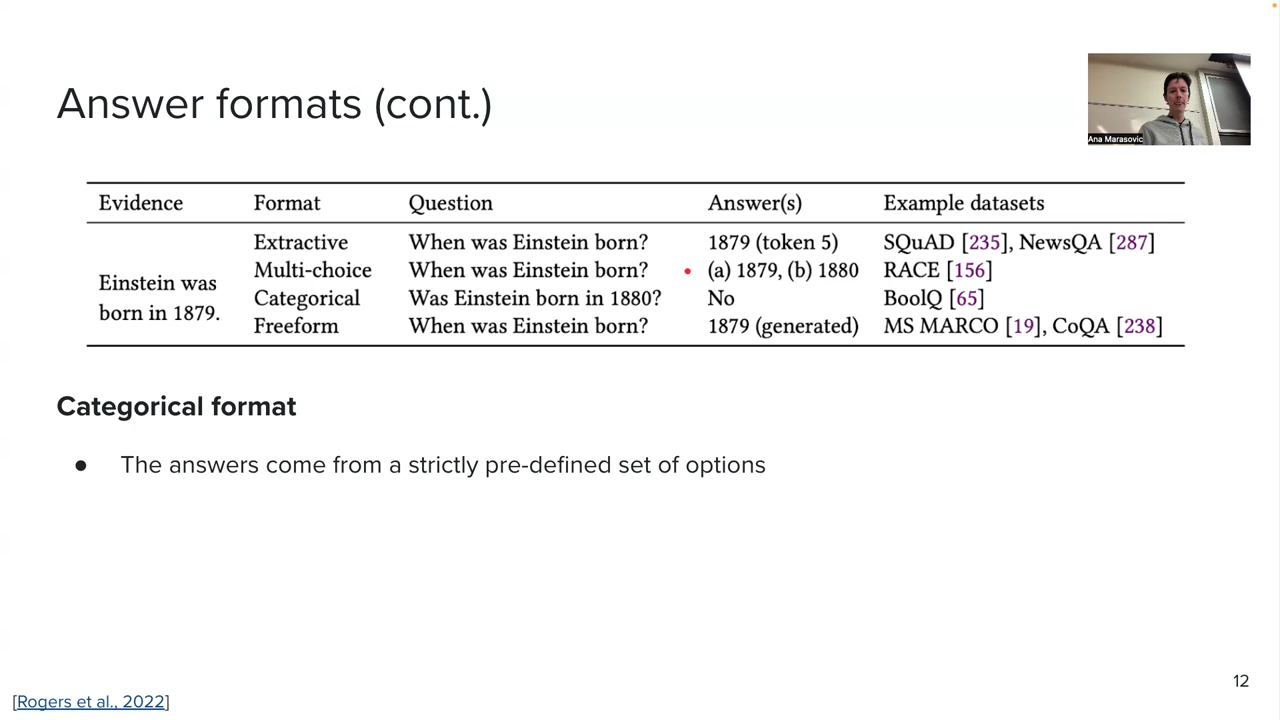 Answer formats (cont.)
Ana Marasovic
Evidence Format Question Answer(s) Example datasets
Einstein was born in 1879.
Extractive When was Einstein born? 1879 (token 5) SQuAD [235], NewsQA [287]
Multi-choice When was Einstein born? (a) 1879, (b) 1880 RACE [156]
Categorical Was Einstein born in 1880? No BoolQ [65]
Freeform When was Einstein born? 1879 (generated) MS MARCO [19], CoQA [238]
Categorical format
● The answers come from a strictly pre-defined set of options
12
[Rogers et al., 2022]